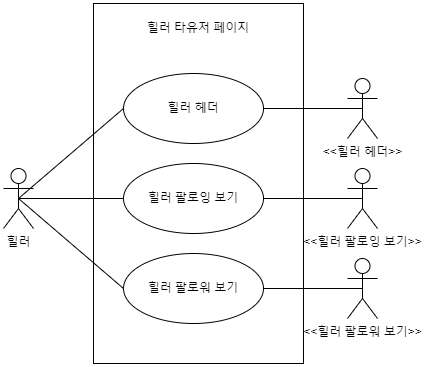 힐러 타유저 페이지
힐러 헤더
<<힐러 헤더>>
힐러 팔로잉 보기
힐러
<<힐러 팔로잉 보기>>
힐러 팔로워 보기
<<힐러 팔로워 보기>>